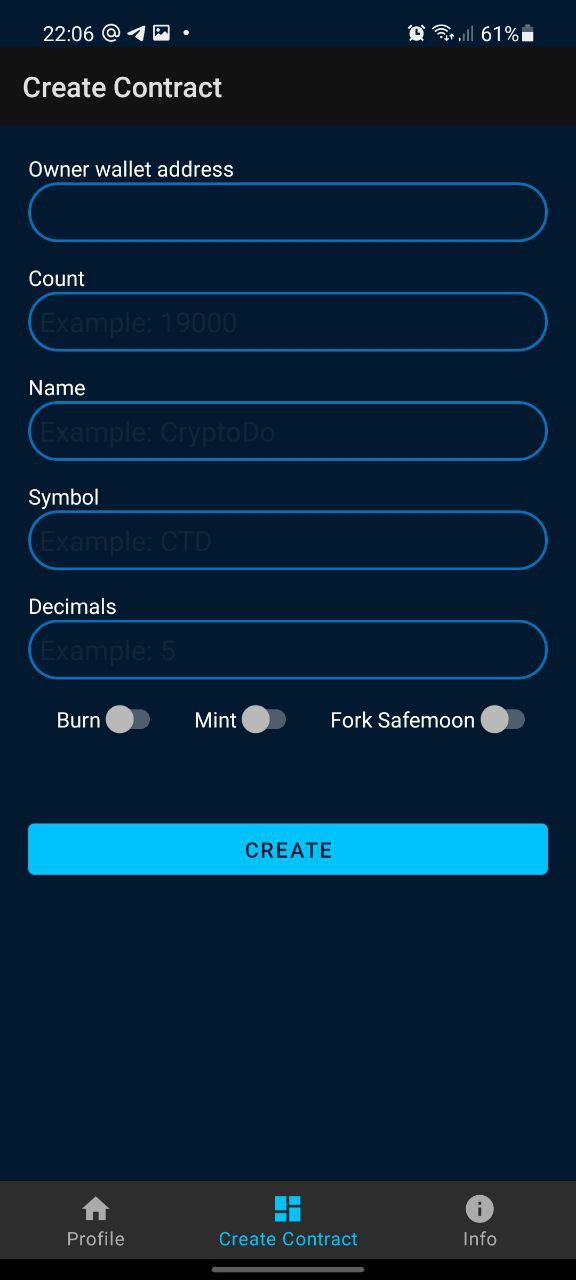 22:06 61%
Create Contract
Owner wallet address
Count
Example: 19000
Name
Example: CryptoDo
Symbol
Example: CTD
Decimals
Example: 5
Burn Mint Fork Safemoon
CREATE
Profile Create Contract Info